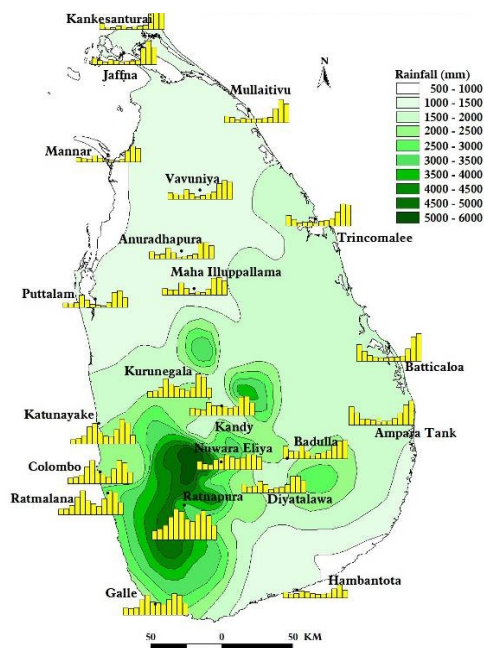 Kankesanturai
Jaffna
N
Mullaitivu
Rainfall (mm)
500 - 1000
1000 - 1500
1500 - 2000
2000 - 2500
2500 - 3000
3000 - 3500
3500 - 4000
4000 - 4500
4500 - 5000
5000 - 6000
Mannar
Vavuniya
Trincomalee
Anuradhapura
Maha Illuppallama
Puttalam
Batticaloa
Kurunegala
Katunayake
Kandy
Ampara Tank
Nuwara Eliya
Badulla
Colombo
Ratmalana
Ratnapura
Diyatalawa
Hambantota
Galle
50 0 50 KM